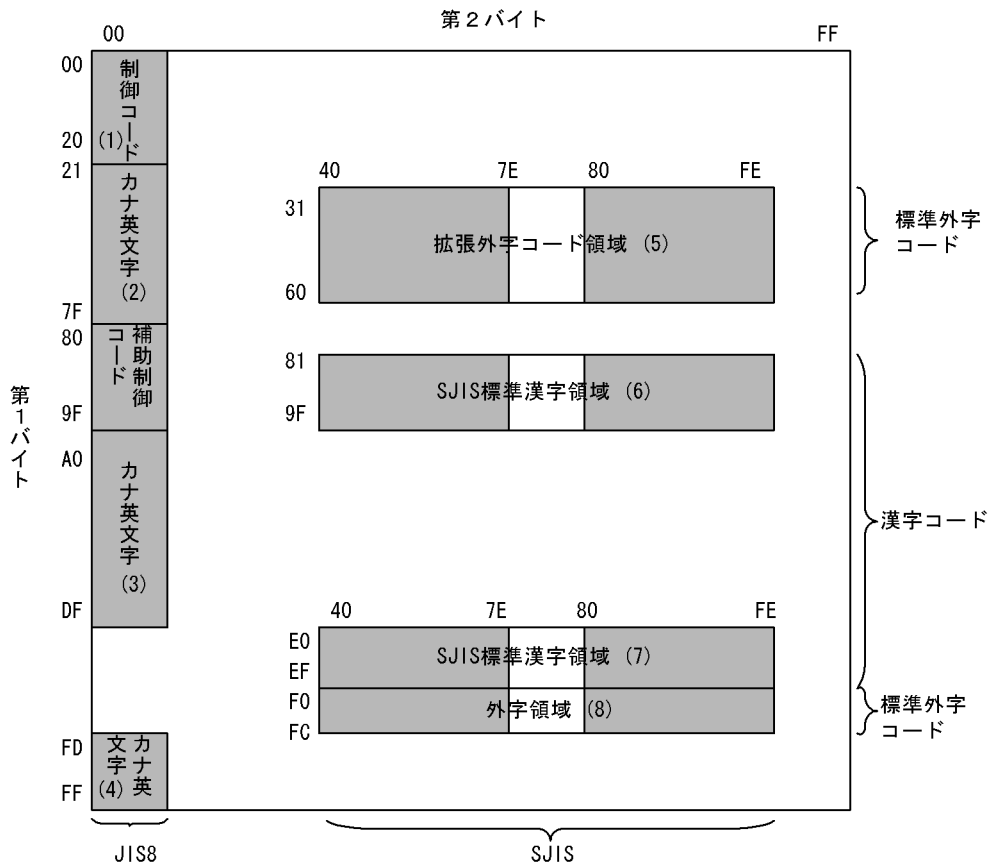 第２バイト
00
FF
00
制御コード
(1)
20
21
カナ英文字
(2)
7F
80
補助制御
コード
9F
A0
カナ英文字
(3)
DF
FD
カナ英
文字
(4)
FF
第１バイト
40
7E
80
FE
31
拡張外字コード領域 (5)
60
標準外字
コード
81
SJIS標準漢字領域 (6)
9F
漢字コード
40
7E
80
FE
E0
SJIS標準漢字領域 (7)
EF
F0
外字領域 (8)
FC
標準外字
コード
JIS8
SJIS